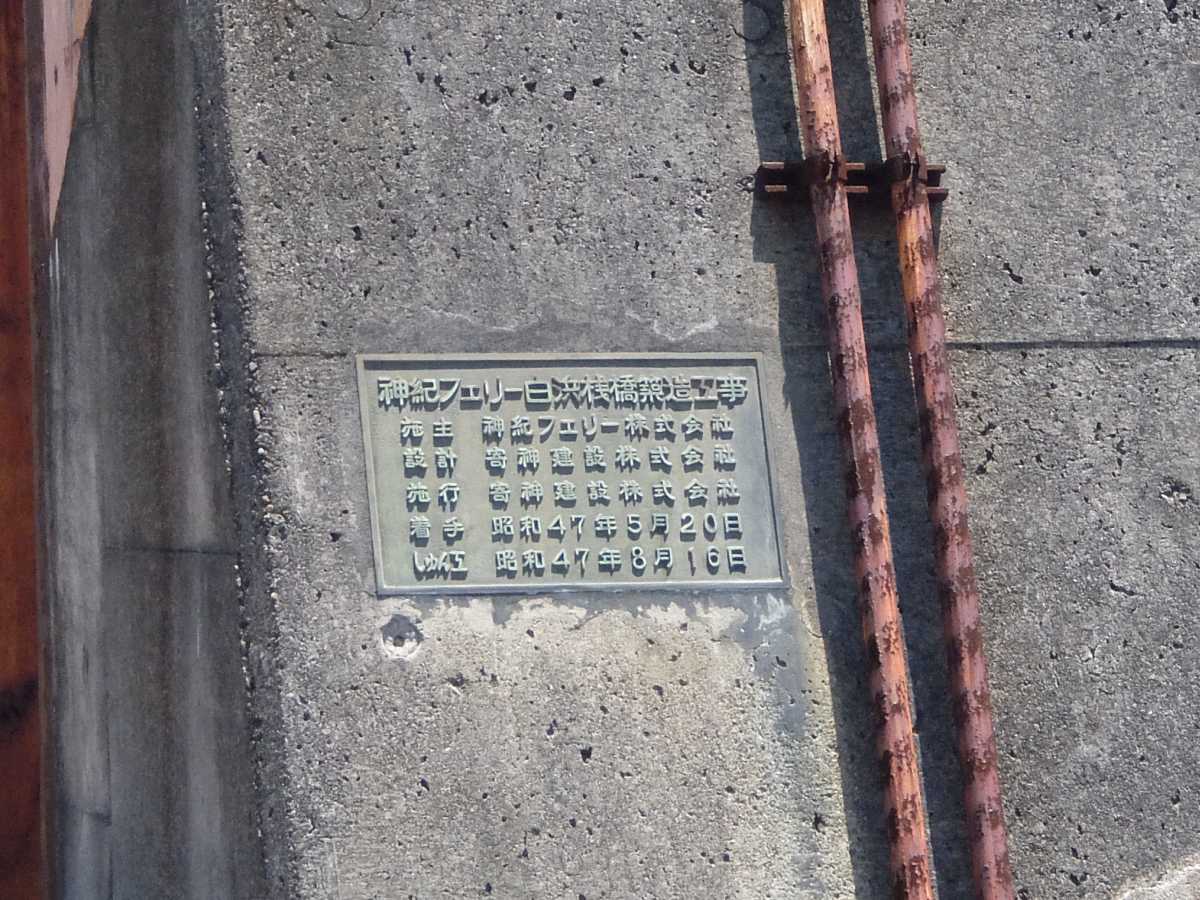 神紀フェリー白浜桟僑築造工事
施主 神紀フェリー株式会社
設計 寄神建設株式会社
施行 寄神建設株式会社
着手 昭和47年5月20日
しゅん工 昭和47年8月16日